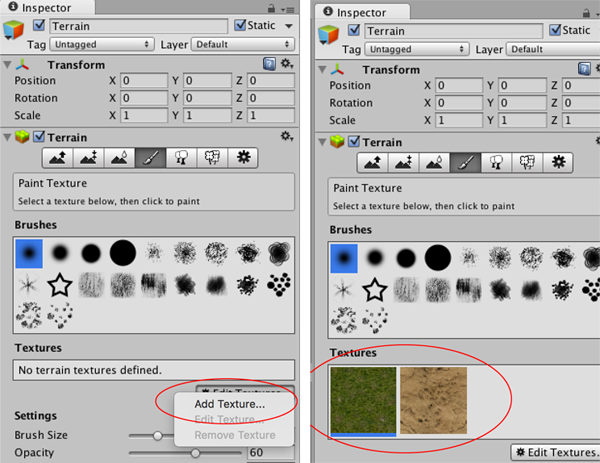 Inspector
Terrain Static
Tag Untagged Layer Default
Transform
Position X 0 Y 0 Z 0
Rotation X 0 Y 0 Z 0
Scale X 1 Y 1 Z 1
Terrain
Paint Texture
Select a texture below, then click to paint
Brushes
Textures
No terrain textures defined.
Edit Textures...
Add Texture...
Edit Texture...
Remove Texture
Settings
Brush Size
Opacity 60
Inspector
Terrain Static
Tag Untagged Layer Default
Transform
Position X 0 Y 0 Z 0
Rotation X 0 Y 0 Z 0
Scale X 1 Y 1 Z 1
Terrain
Paint Texture
Select a texture below, then click to paint
Brushes
Textures
Edit Textures...